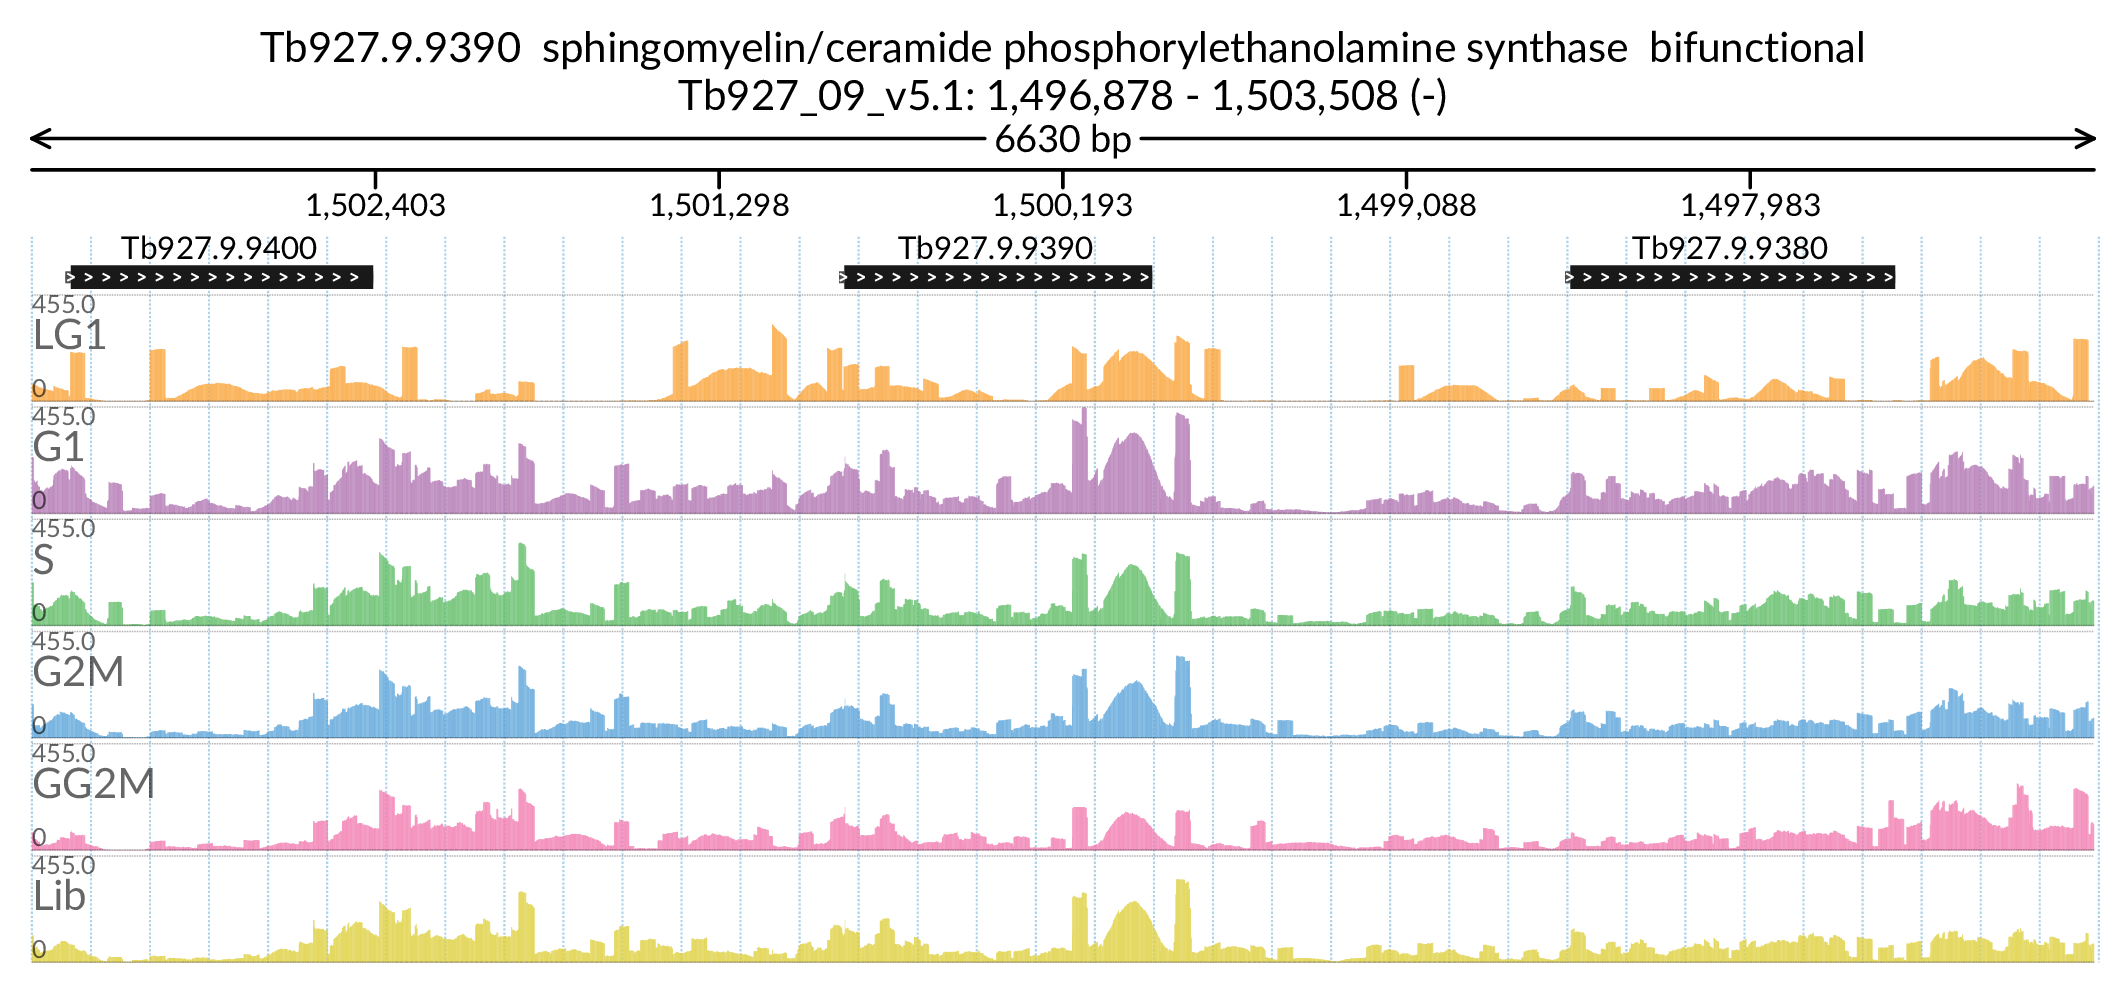 Tb927.9.9390 sphingomyelin/ceramide phosphorylethanolamine synthase bifunctional
Tb927_09_v5.1: 1,496,878 - 1,503,508 (-)
6630 bp
1,502,403 1,501,298 1,500,193 1,499,088 1,497,983
Tb927.9.9400 Tb927.9.9390 Tb927.9.9380
455.0
LG1
0
455.0
G1
0
455.0
S
0
455.0
G2M
0
455.0
GG2M
0
455.0
Lib
0